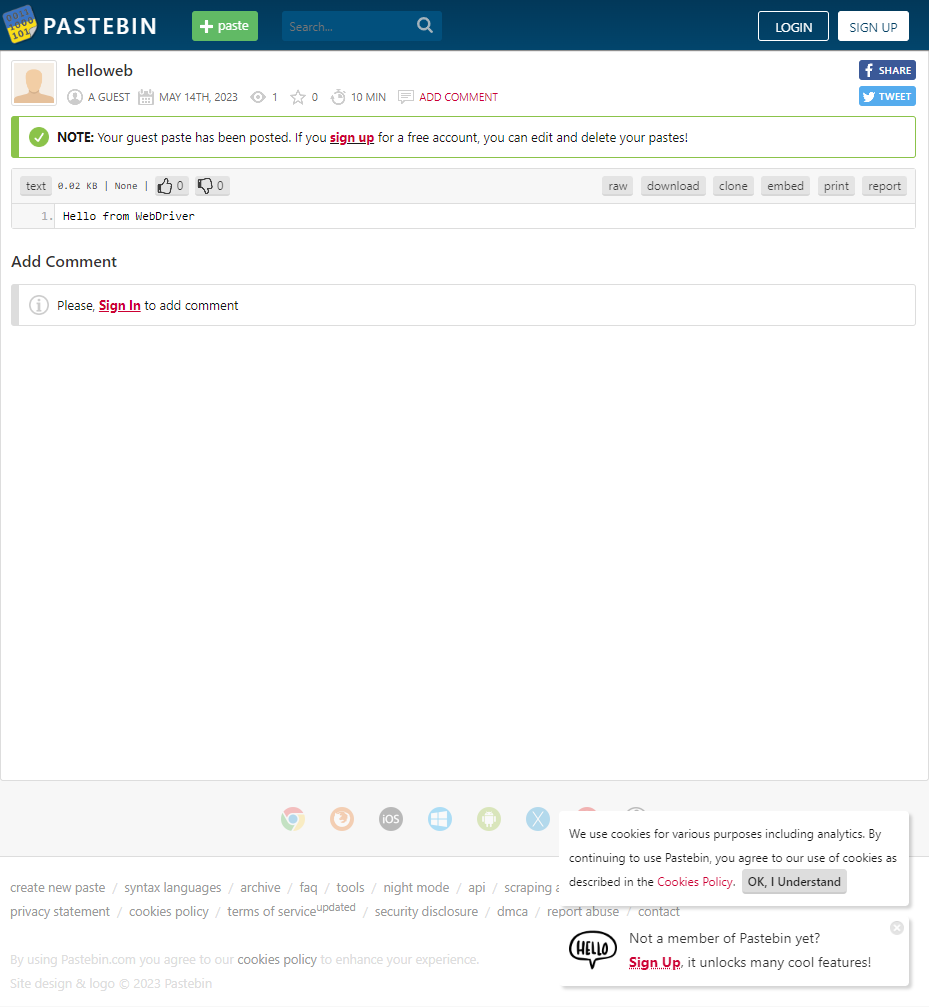 PASTEBIN + paste Search... LOGIN SIGN UP
helloweb
SHARE
A GUEST MAY 14TH, 2023 1 0 10 MIN ADD COMMENT
TWEET
NOTE: Your guest paste has been posted. If you sign up for a free account, you can edit and delete your pastes!
text 0.02 KB | None | 0 0 raw download clone embed print report
1. Hello from WebDriver
Add Comment
Please, Sign In to add comment
iOS
We use cookies for various purposes including analytics. By
continuing to use Pastebin, you agree to our use of cookies as
described in the Cookies Policy. OK, I Understand
create new paste / syntax languages / archive / faq / tools / night mode / api / scraping
privacy statement / cookies policy / terms of service updated / security disclosure / dmca / report abuse / contact
HELLO
Not a member of Pastebin yet?
Sign Up, it unlocks many cool features!
By using Pastebin.com you agree to our cookies policy to enhance your experience.
Site design & logo © 2023 Pastebin